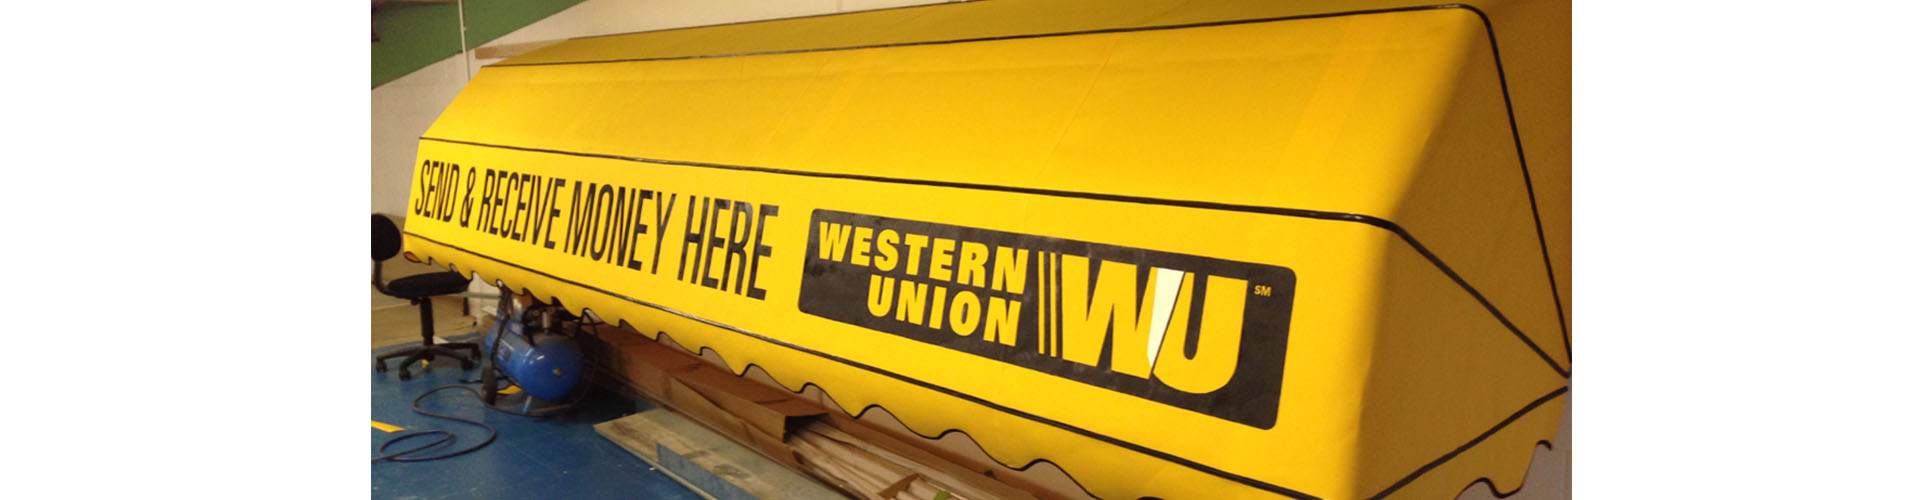 SEND & RECEIVE MONEY HERE
WESTERN
UNION
WU SM